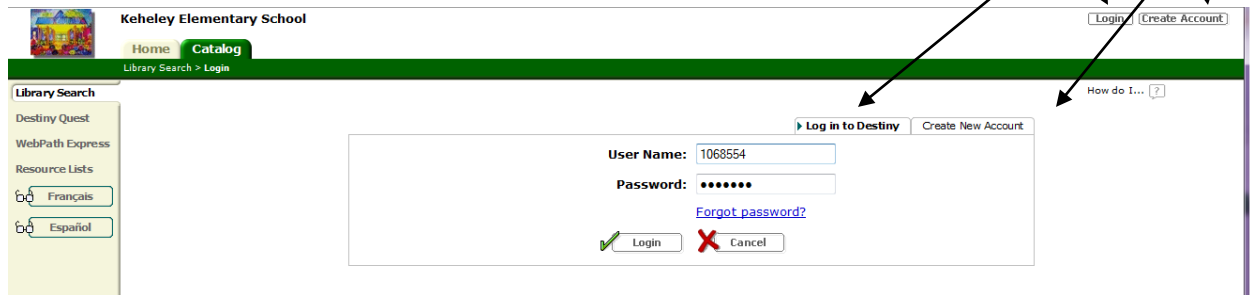 Keheley Elementary School
Login
Create Account
Home
Catalog
Library Search > Login
Library Search
How do I... ?
Destiny Quest
WebPath Express
Resource Lists
Français
Español
Log in to Destiny
Create New Account
User Name: 1068554
Password: •••••••
Forgot password?
Login
Cancel